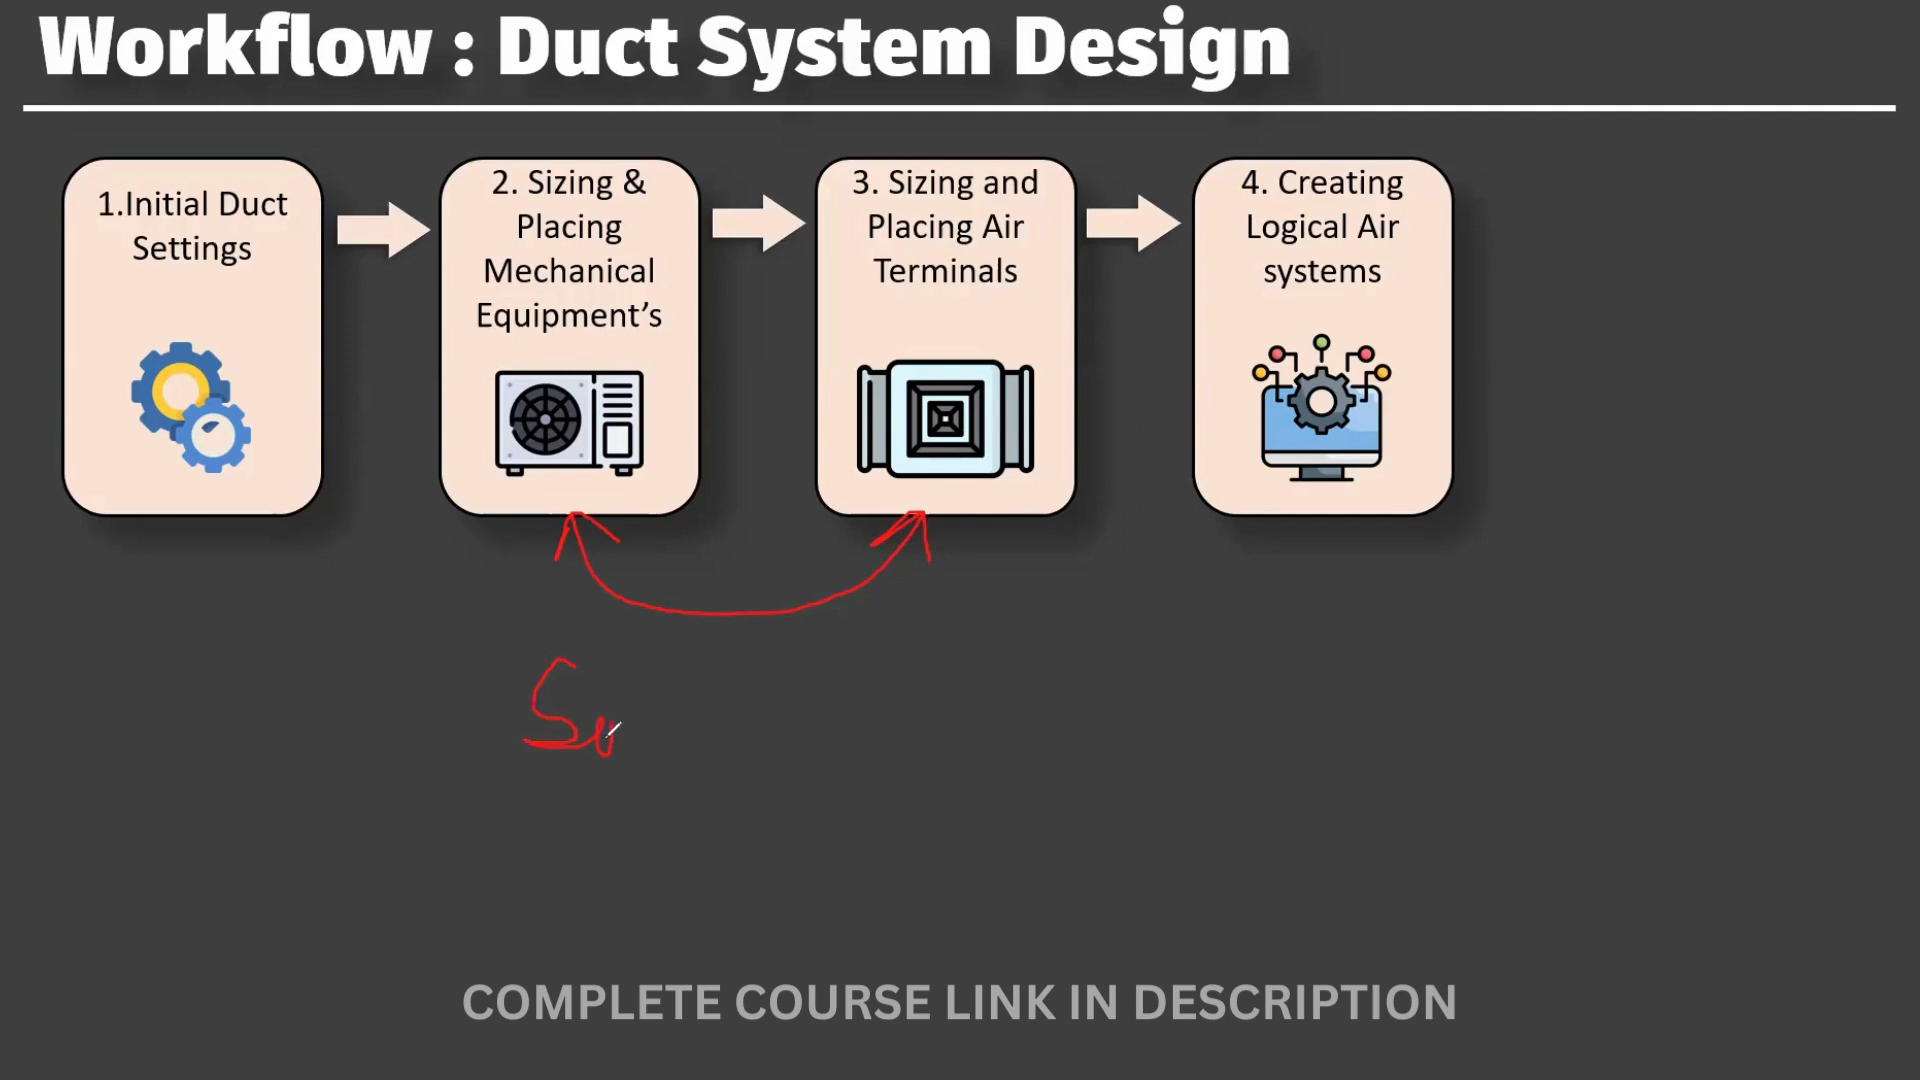 Workflow : Duct System Design
1.Initial Duct
Settings
2. Sizing &
Placing
Mechanical
Equipment’s
3. Sizing and
Placing Air
Terminals
4. Creating
Logical Air
systems
COMPLETE COURSE LINK IN DESCRIPTION